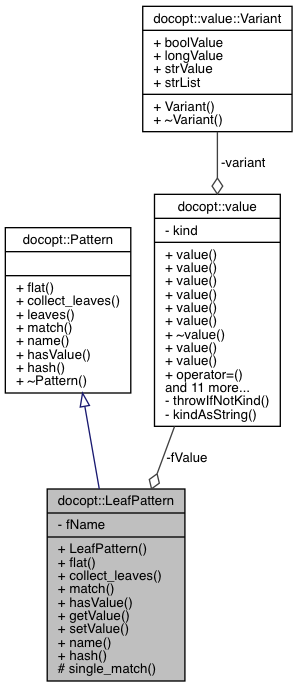 docopt::value::Variant
+ boolValue
+ longValue
+ strValue
+ strList
+ Variant()
+ ~Variant()
-variant
docopt::value
- kind
+ value()
+ value()
+ value()
+ value()
+ value()
+ value()
+ ~value()
+ value()
+ value()
+ operator=()
and 11 more...
- throwIfNotKind()
- kindAsString()
docopt::Pattern
+ flat()
+ collect_leaves()
+ leaves()
+ match()
+ name()
+ hasValue()
+ hash()
+ ~Pattern()
-fValue
docopt::LeafPattern
- fName
+ LeafPattern()
+ flat()
+ collect_leaves()
+ match()
+ hasValue()
+ getValue()
+ setValue()
+ name()
+ hash()
# single_match()